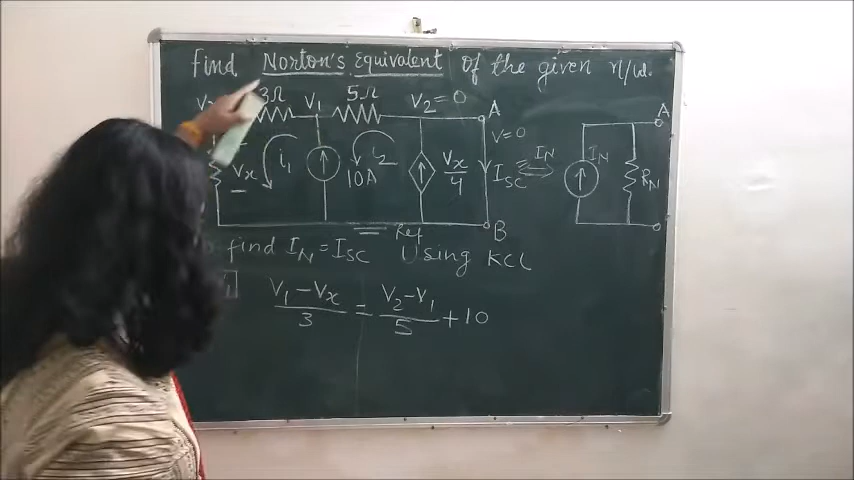 Find Norton's Equivalent of the given n/w.
3Ω V₁ 5Ω V₂=0 A A
V=0
Vx i₁ i₂ 10A Vx/4 ISC IN IN RN
Ref B
find IN = ISC Using KCL
(V₁-Vx)/3 = (V₂-V₁)/5 + 10